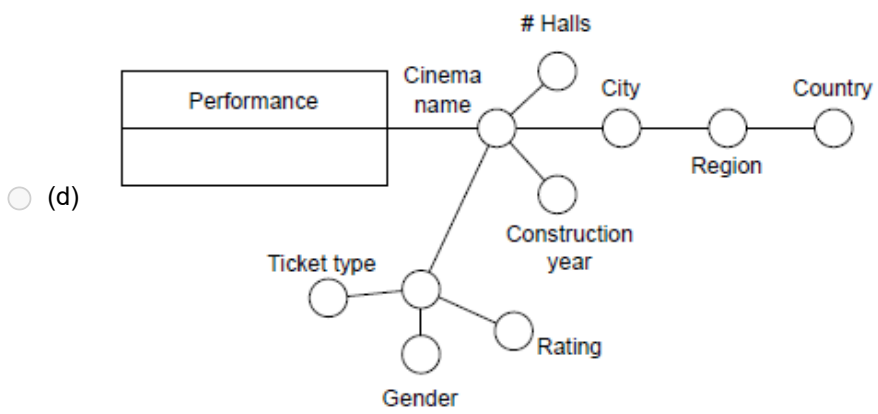 # Halls
Cinema
name
City
Country
Performance
Region
(d)
Construction
year
Ticket type
Rating
Gender